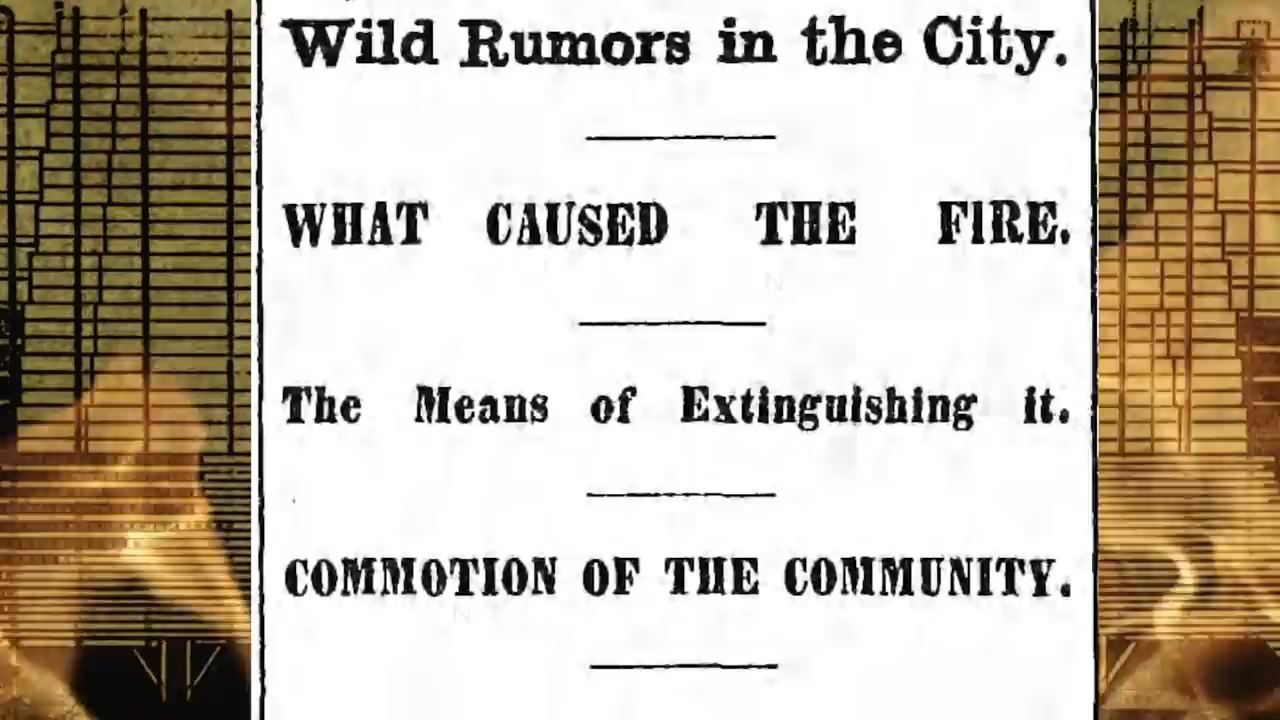 Wild Rumors in the City.
WHAT CAUSED THE FIRE.
The Means of Extinguishing it.
COMMOTION OF THE COMMUNITY.